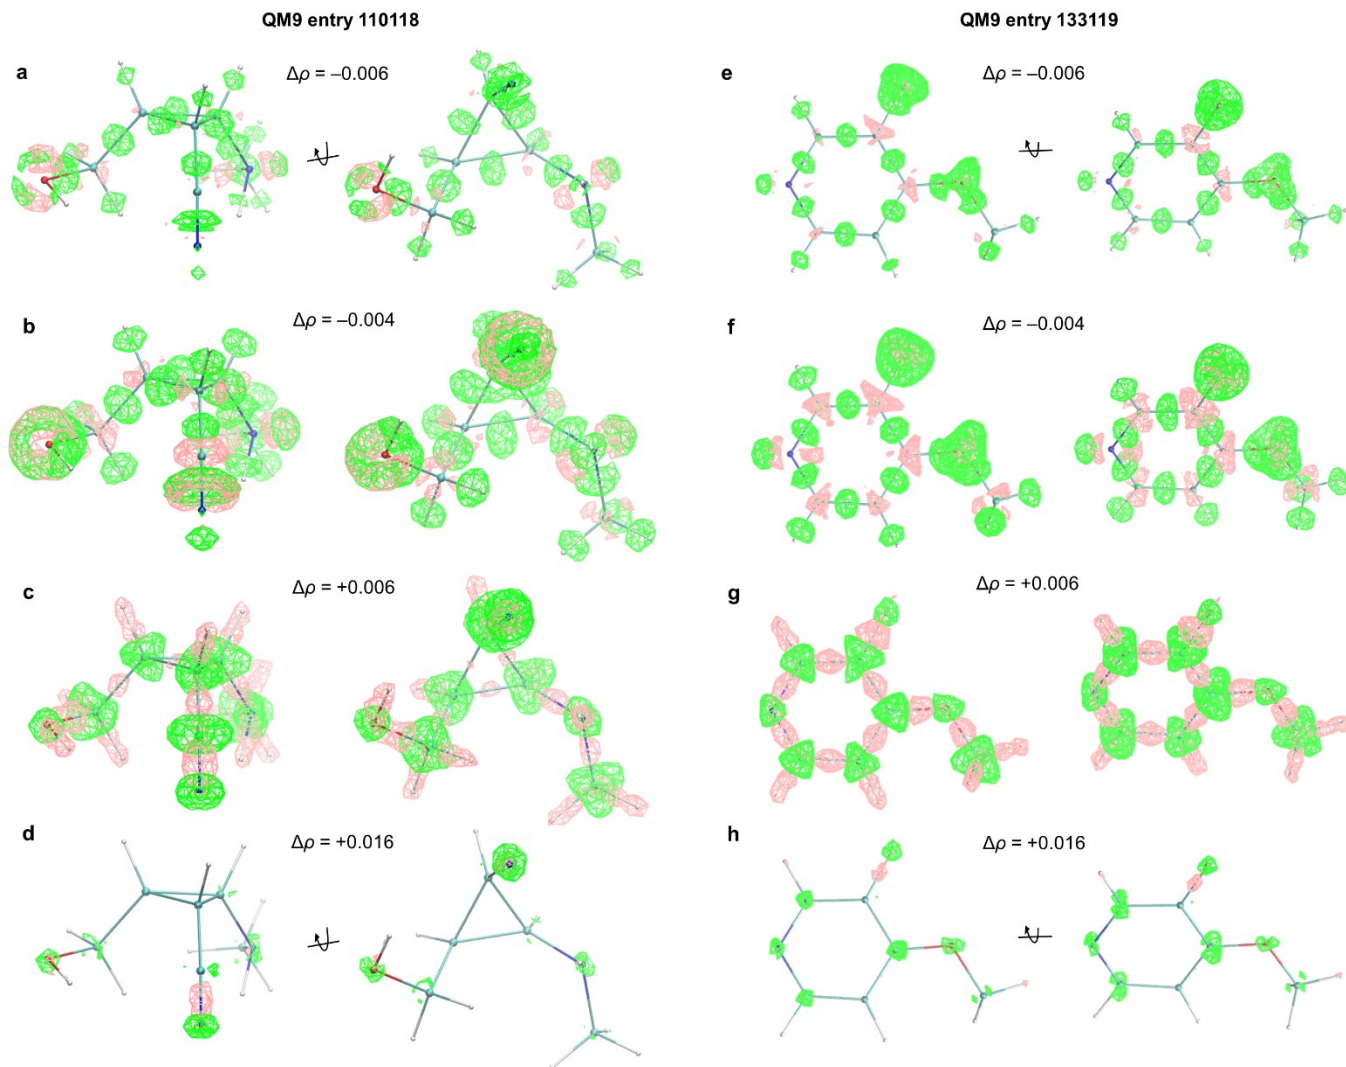 QM9 entry 110118
QM9 entry 133119
a
Δρ = –0.006
e
Δρ = –0.006
b
Δρ = –0.004
f
Δρ = –0.004
c
Δρ = +0.006
g
Δρ = +0.006
d
Δρ = +0.016
h
Δρ = +0.016